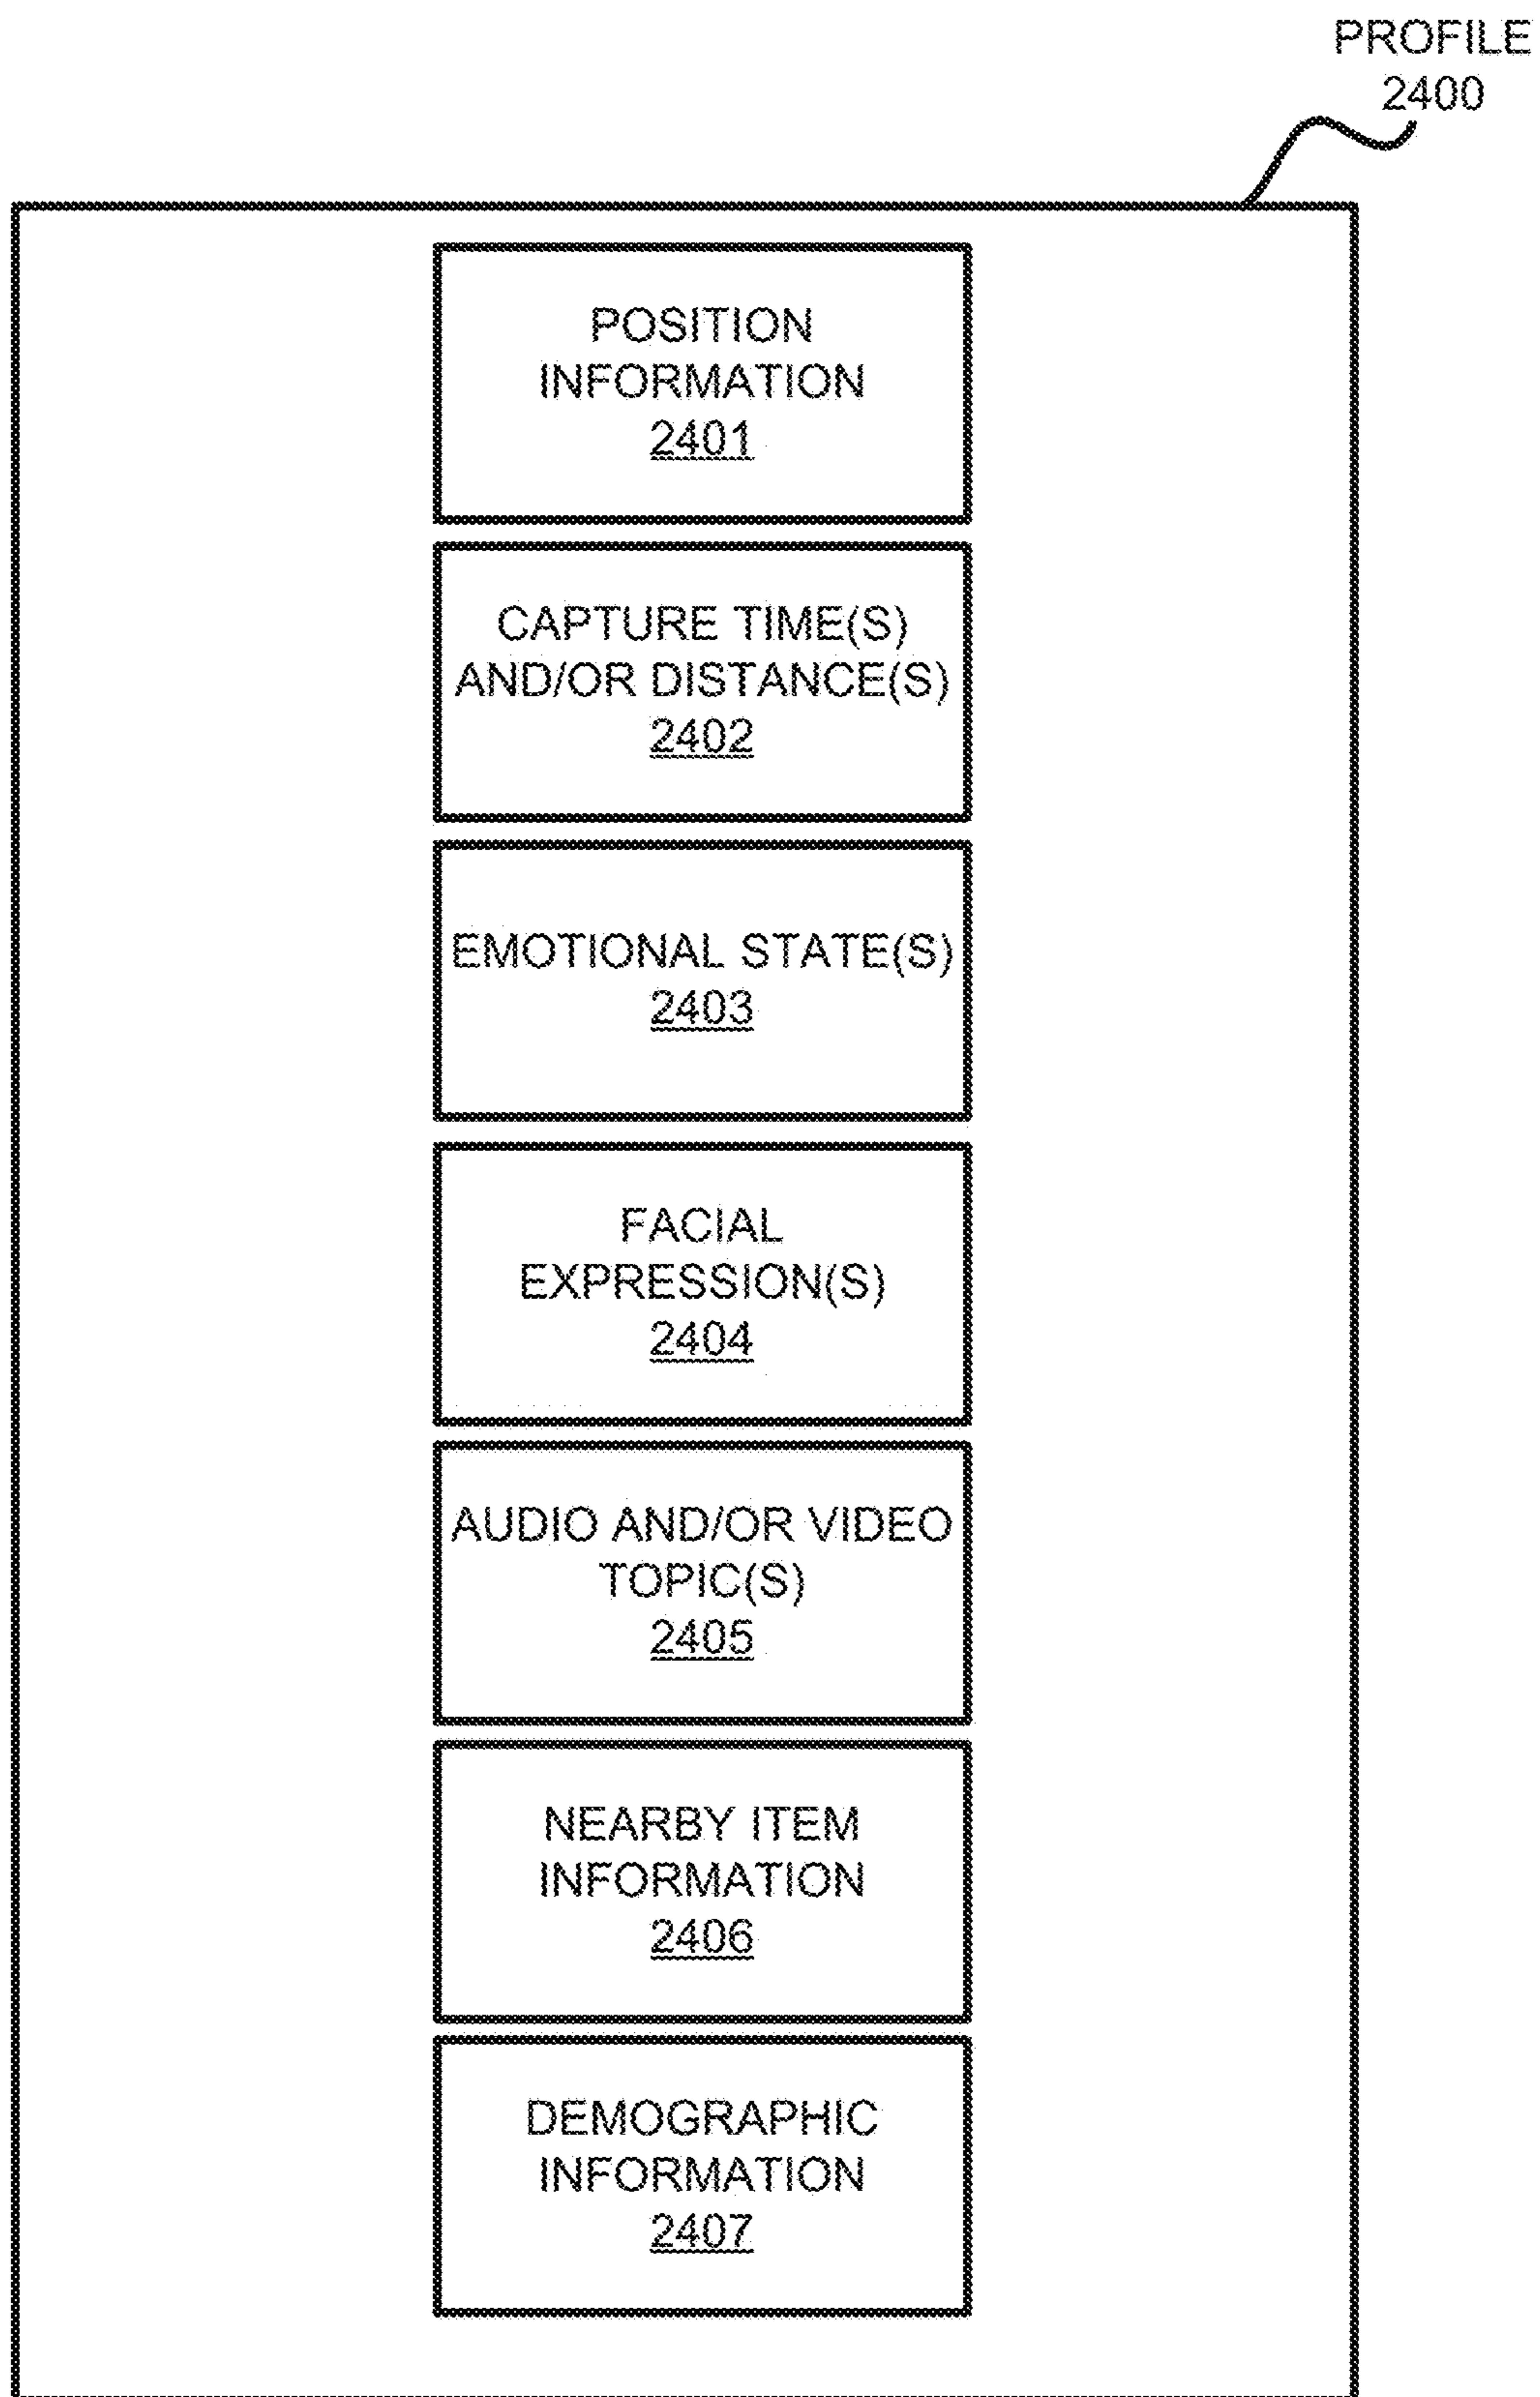 PROFILE
2400
POSITION
INFORMATION
2401
CAPTURE TIME(S)
AND/OR DISTANCE(S)
2402
EMOTIONAL STATE(S)
2403
FACIAL
EXPRESSION(S)
2404
AUDIO AND/OR VIDEO
TOPIC(S)
2405
NEARBY ITEM
INFORMATION
2406
DEMOGRAPHIC
INFORMATION
2407